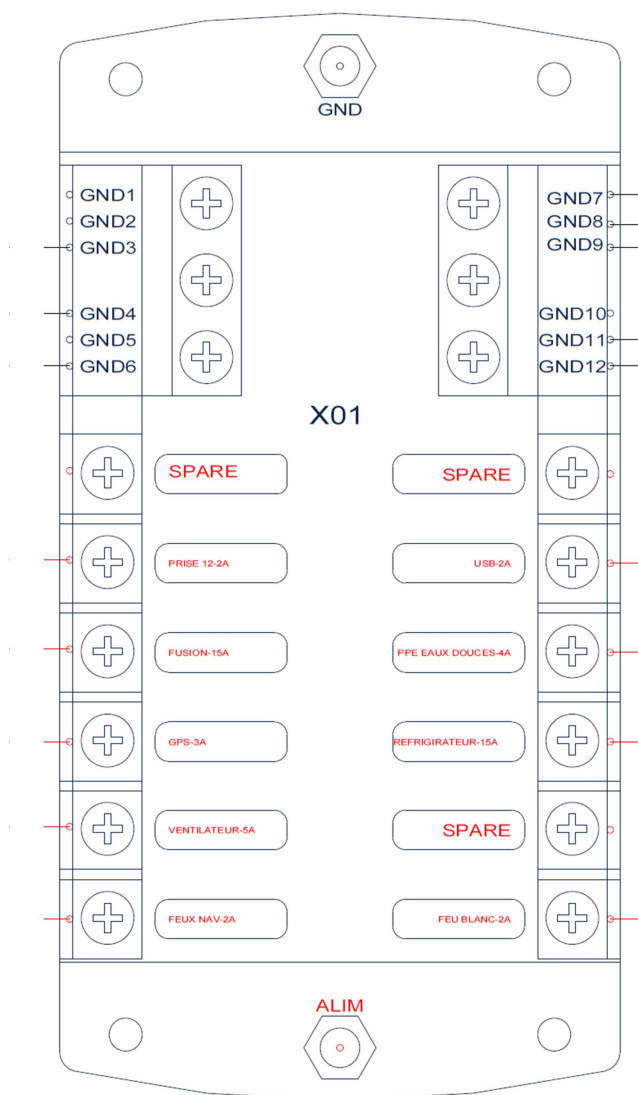 GND
GND1
GND2
GND3
GND4
GND5
GND6
GND7
GND8
GND9
GND10
GND11
GND12
X01
SPARE
SPARE
PRISE 12-2A
USB-2A
FUSION-15A
PPE EAUX DOUCES-4A
GPS-3A
REFRIGIRATEUR-15A
VENTILATEUR-5A
SPARE
FEUX NAV-2A
FEU BLANC-2A
ALIM